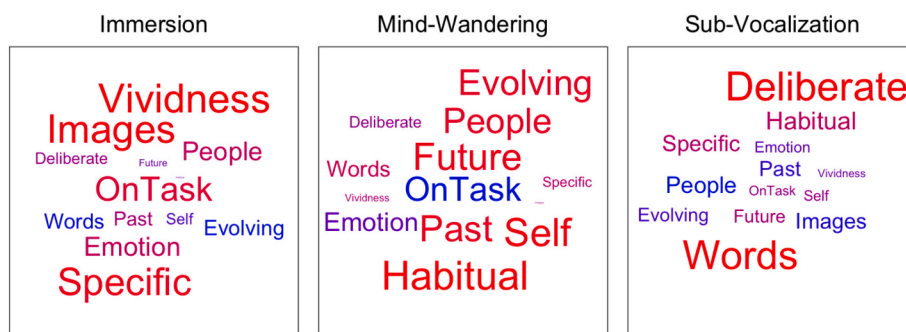 Immersion
Vividness
Images
Deliberate
Future
People
OnTask
Words
Past
Self
Evolving
Emotion
Specific
Mind-Wandering
Evolving
Deliberate
People
Future
Words
OnTask
Specific
Vividness
Emotion
Past
Self
Habitual
Sub-Vocalization
Deliberate
Habitual
Specific
Emotion
Past
Vividness
People
OnTask
Self
Evolving
Future
Images
Words